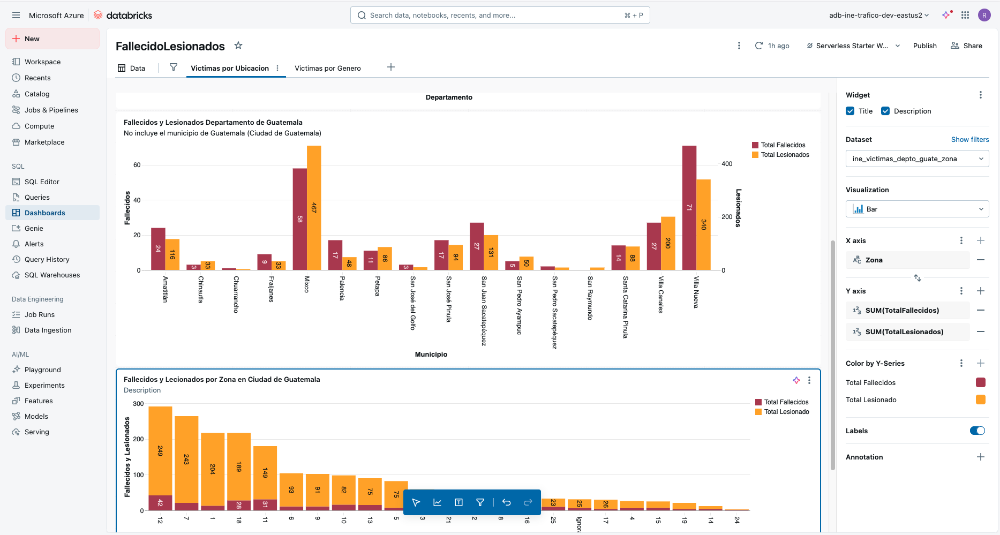 Microsoft Azure
databricks
Search data, notebooks, recents, and more...
⌘ + P
adb-ine-trafico-dev-eastus2
R
New
Workspace
Recents
Catalog
Jobs & Pipelines
Compute
Marketplace
SQL
SQL Editor
Queries
Dashboards
Genie
Alerts
Query History
SQL Warehouses
Data Engineering
Job Runs
Data Ingestion
AI/ML
Playground
Experiments
Features
Models
Serving
FallecidoLesionados
1h ago
Serverless Starter W...
Publish
Share
Data
Victimas por Ubicacion
Victimas por Genero
Departamento
Fallecidos y Lesionados Departamento de Guatemala
No incluye el municipio de Guatemala (Ciudad de Guatemala)
Total Fallecidos
Total Lesionados
Fallecidos
60
40
20
0
Lesionados
400
200
0
24
116
3
33
9
33
58
467
17
48
11
86
3
17
94
27
131
5
50
14
88
27
200
71
340
Amatitlán
Chinautla
Chuarrancho
Fraijanes
Mixco
Palencia
Petapa
San José del Golfo
San José Pinula
San Juan Sacatepéquez
San Pedro Ayampuc
San Pedro Sacatepéquez
San Raymundo
Santa Catarina Pinula
Villa Canales
Villa Nueva
Municipio
Fallecidos y Lecionados por Zona en Ciudad de Guatemala
Description
Total Fallecidos
Total Lesionado
Fallecidos y Lesionados
300
200
100
0
249
42
243
204
189
28
149
31
93
91
82
75
75
23
25
26
12
7
1
18
11
6
9
10
13
5
3
21
2
8
16
25
Ignora
17
4
15
19
14
24
Widget
Title
Description
Dataset
Show filters
ine_victimas_depto_guate_zona
Visualization
Bar
X axis
Zona
Y axis
SUM(TotalFallecidos)
SUM(TotalLesionados)
Color by Y-Series
Total Fallecidos
Total Lesionado
Labels
Annotation